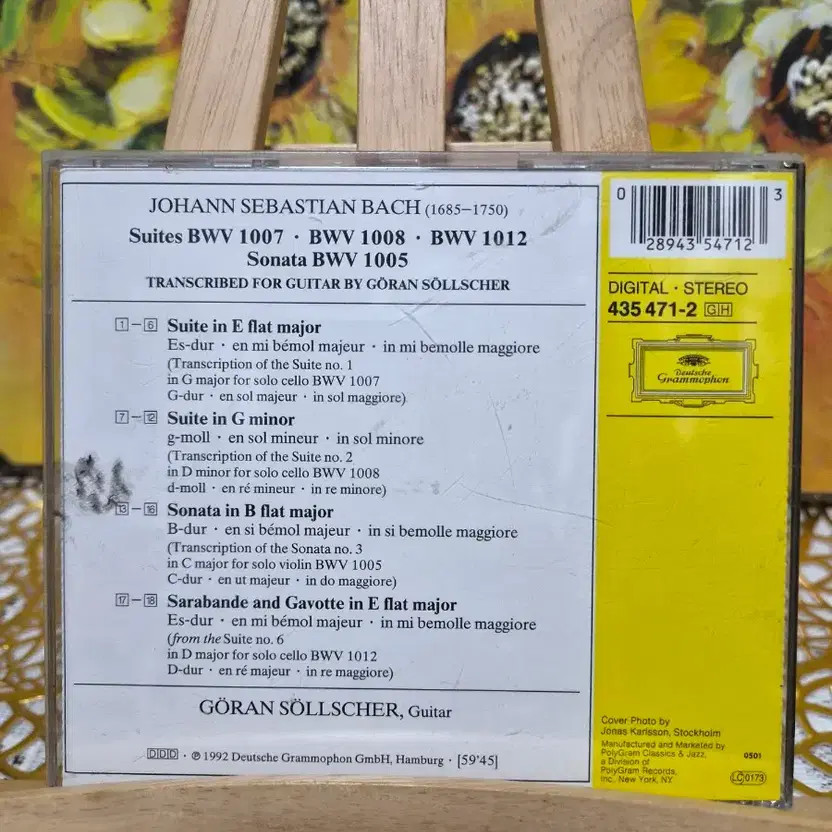 JOHANN SEBASTIAN BACH (1685–1750)
Suites BWV 1007 · BWV 1008 · BWV 1012
Sonata BWV 1005
TRANSCRIBED FOR GUITAR BY GÖRAN SÖLLSCHER
1 – 6 Suite in E flat major
Es-dur · en mi bémol majeur · in mi bemolle maggiore
(Transcription of the Suite no. 1
in G major for solo cello BWV 1007
G-dur · en sol majeur · in sol maggiore)
7 – 12 Suite in G minor
g-moll · en sol mineur · in sol minore
(Transcription of the Suite no. 2
in D minor for solo cello BWV 1008
d-moll · en ré mineur · in re minore)
13 – 16 Sonata in B flat major
B-dur · en si bémol majeur · in si bemolle maggiore
(Transcription of the Sonata no. 3
in C major for solo violin BWV 1005
C-dur · en ut majeur · in do maggiore)
17 – 18 Sarabande and Gavotte in E flat major
Es-dur · en mi bémol majeur · in mi bemolle maggiore
(from the Suite no. 6
in D major for solo cello BWV 1012
D-dur · en ré majeur · in re maggiore)
GÖRAN SÖLLSCHER, Guitar
DDD · ℗ 1992 Deutsche Grammophon GmbH, Hamburg · [59'45]
0 28943 54712 3
DIGITAL · STEREO
435 471-2 GH
Deutsche
Grammophon
Cover Photo by
Jonas Karlsson, Stockholm
Manufactured and Marketed by
PolyGram Classics & Jazz,
a Division of
PolyGram Records,
Inc. New York, NY
0501
LC 0173